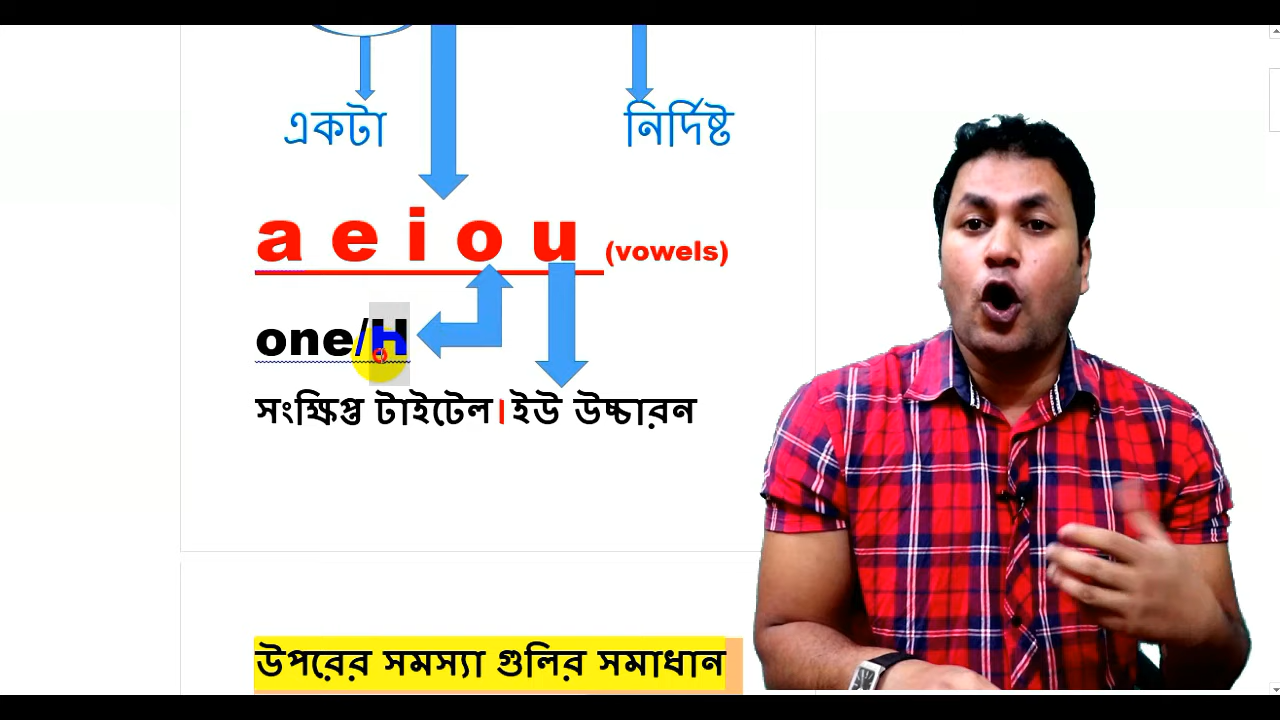 একটা নির্দিষ্ট
a e i o u (vowels)
one/H
সংক্ষিপ্ত টাইটেল। ইউ উচ্চারন
উপরের সমস্যা গুলির সমাধান